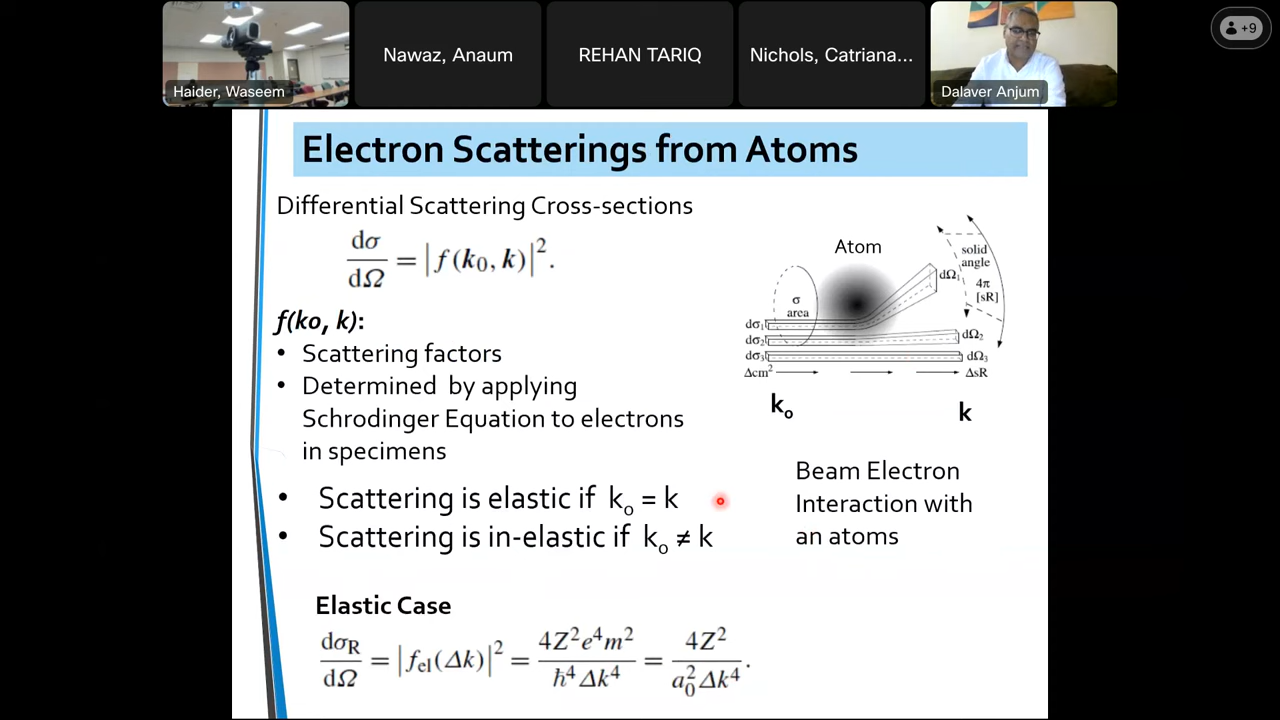 Haider, Waseem
Nawaz, Anaum
REHAN TARIQ
Nichols, Catriana...
Dalaver Anjum
+9
Electron Scatterings from Atoms
Differential Scattering Cross-sections
dσ/dΩ = |f(k₀, k)|².
f(ko, k):
• Scattering factors
• Determined by applying
Schrodinger Equation to electrons
in specimens
• Scattering is elastic if kₒ = k
• Scattering is in-elastic if kₒ ≠ k
Elastic Case
dσR/dΩ = |fel(Δk)|² = 4Z²e⁴m²/ħ⁴Δk⁴ = 4Z²/a₀²Δk⁴.
Atom
solid
angle
4π
[sR]
σ
area
dΩ₁
dσ₁
dσ₂
dσ₃
dΩ₂
dΩ₃
Δcm²
ΔsR
kₒ
k
Beam Electron
Interaction with
an atoms